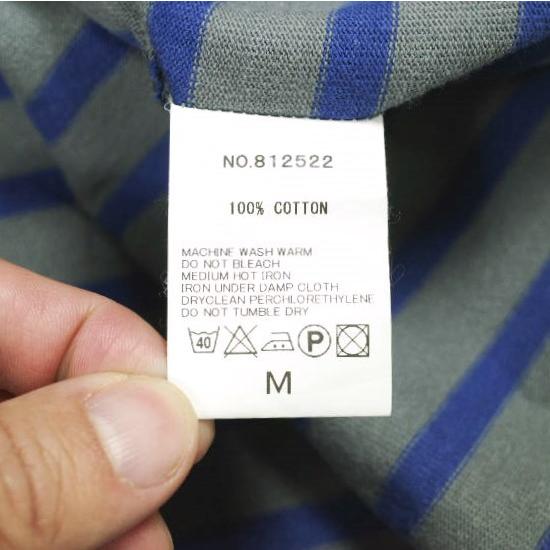 NO.812522
100% COTTON
MACHINE WASH WARM
DO NOT BLEACH
MEDIUM HOT IRON
IRON UNDER DAMP CLOTH
DRYCLEAN PERCHLORETHYLENE
DO NOT TUMBLE DRY
40 P
M